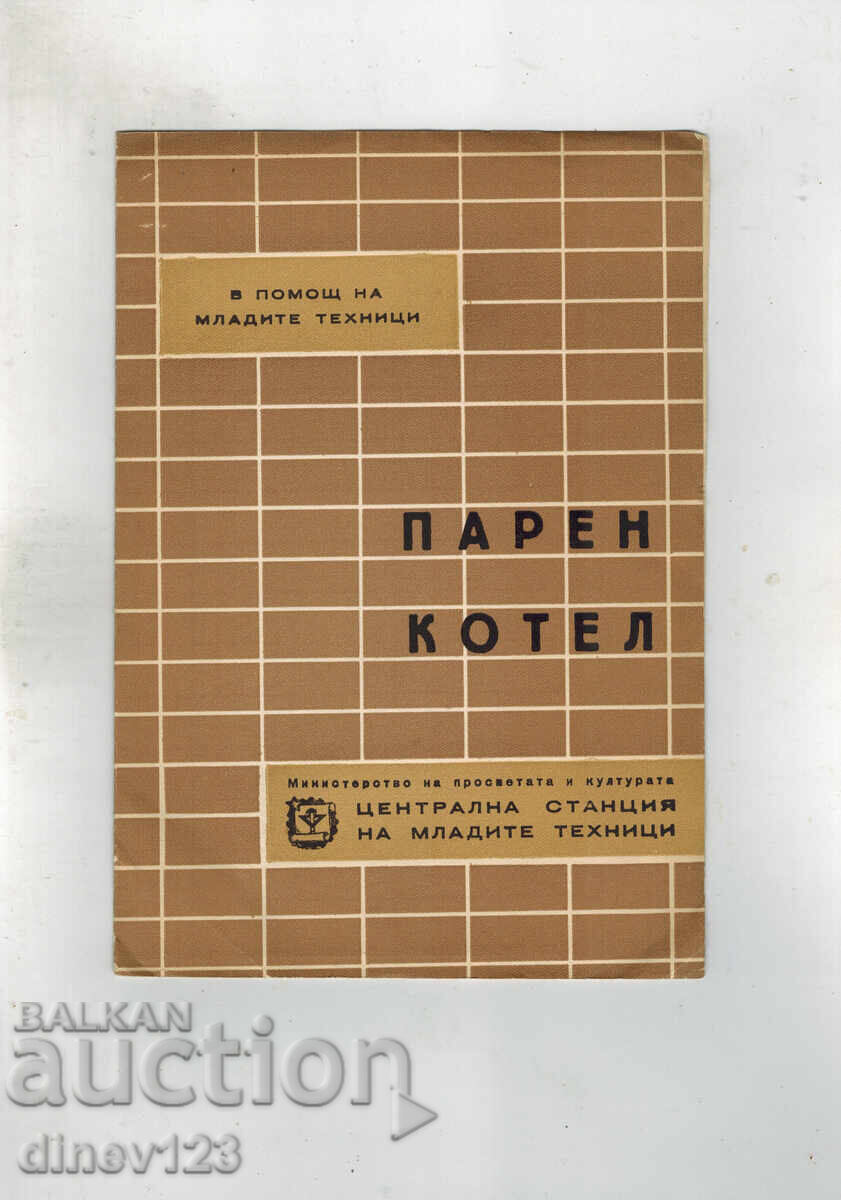 В ПОМОЩ НА
МЛАДИТЕ ТЕХНИЦИ
ПАРЕН
КОТЕЛ
Министерство на просветата и културата
ЦЕНТРАЛНА СТАНЦИЯ
НА МЛАДИТЕ ТЕХНИЦИ
BALKAN
auction
dinev123